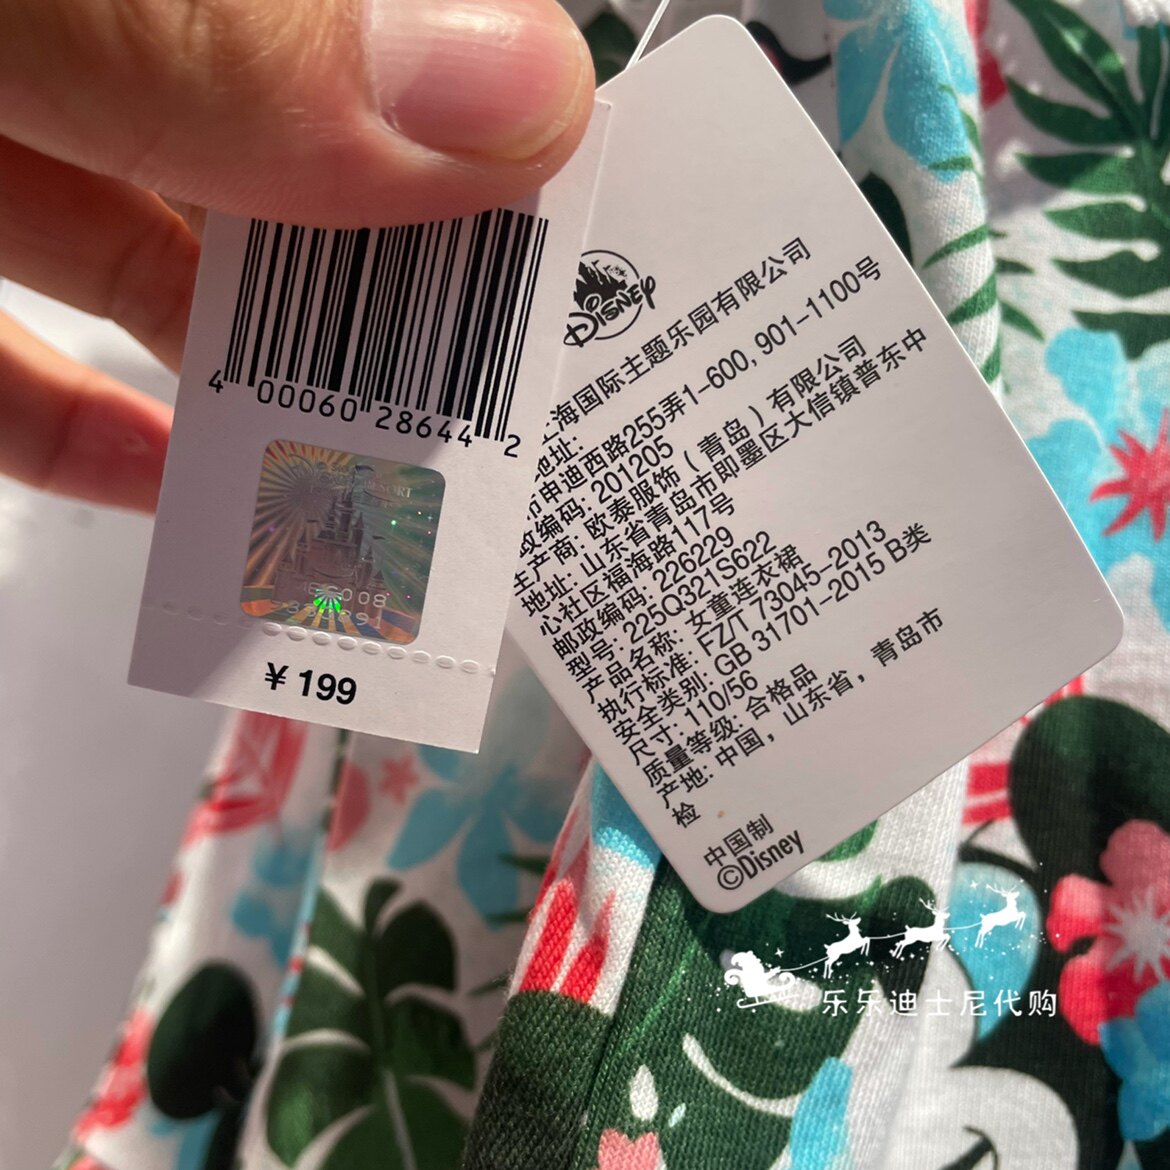 4 00060 28644 2
¥ 199
Disney
上海国际主题乐园有限公司
地址:
市申迪西路255弄1-600, 901-1100号
邮政编码: 201205
生产商: 欧泰服饰（青岛）有限公司
地址: 山东省青岛市即墨区大信镇普东中
心社区福海路117号
邮政编码: 226229
型号: 225Q321S622
产品名称: 女童连衣裙
执行标准: FZ/T 73045-2013
安全类别: GB 31701-2015 B类
尺寸: 110/56
质量等级: 合格品
产地: 中国，山东省，青岛市
检
中国制
©Disney
乐乐迪士尼代购